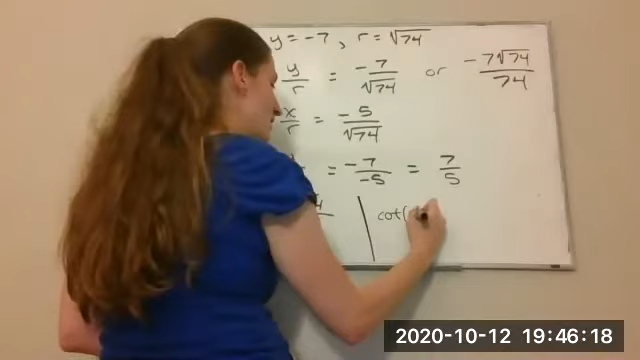 y = -7, r = √74
y/r = -7/√74 or -7√74/74
x/r = -5/√74
= -7/-5 = 7/5
cot(
2020-10-12 19:46:18